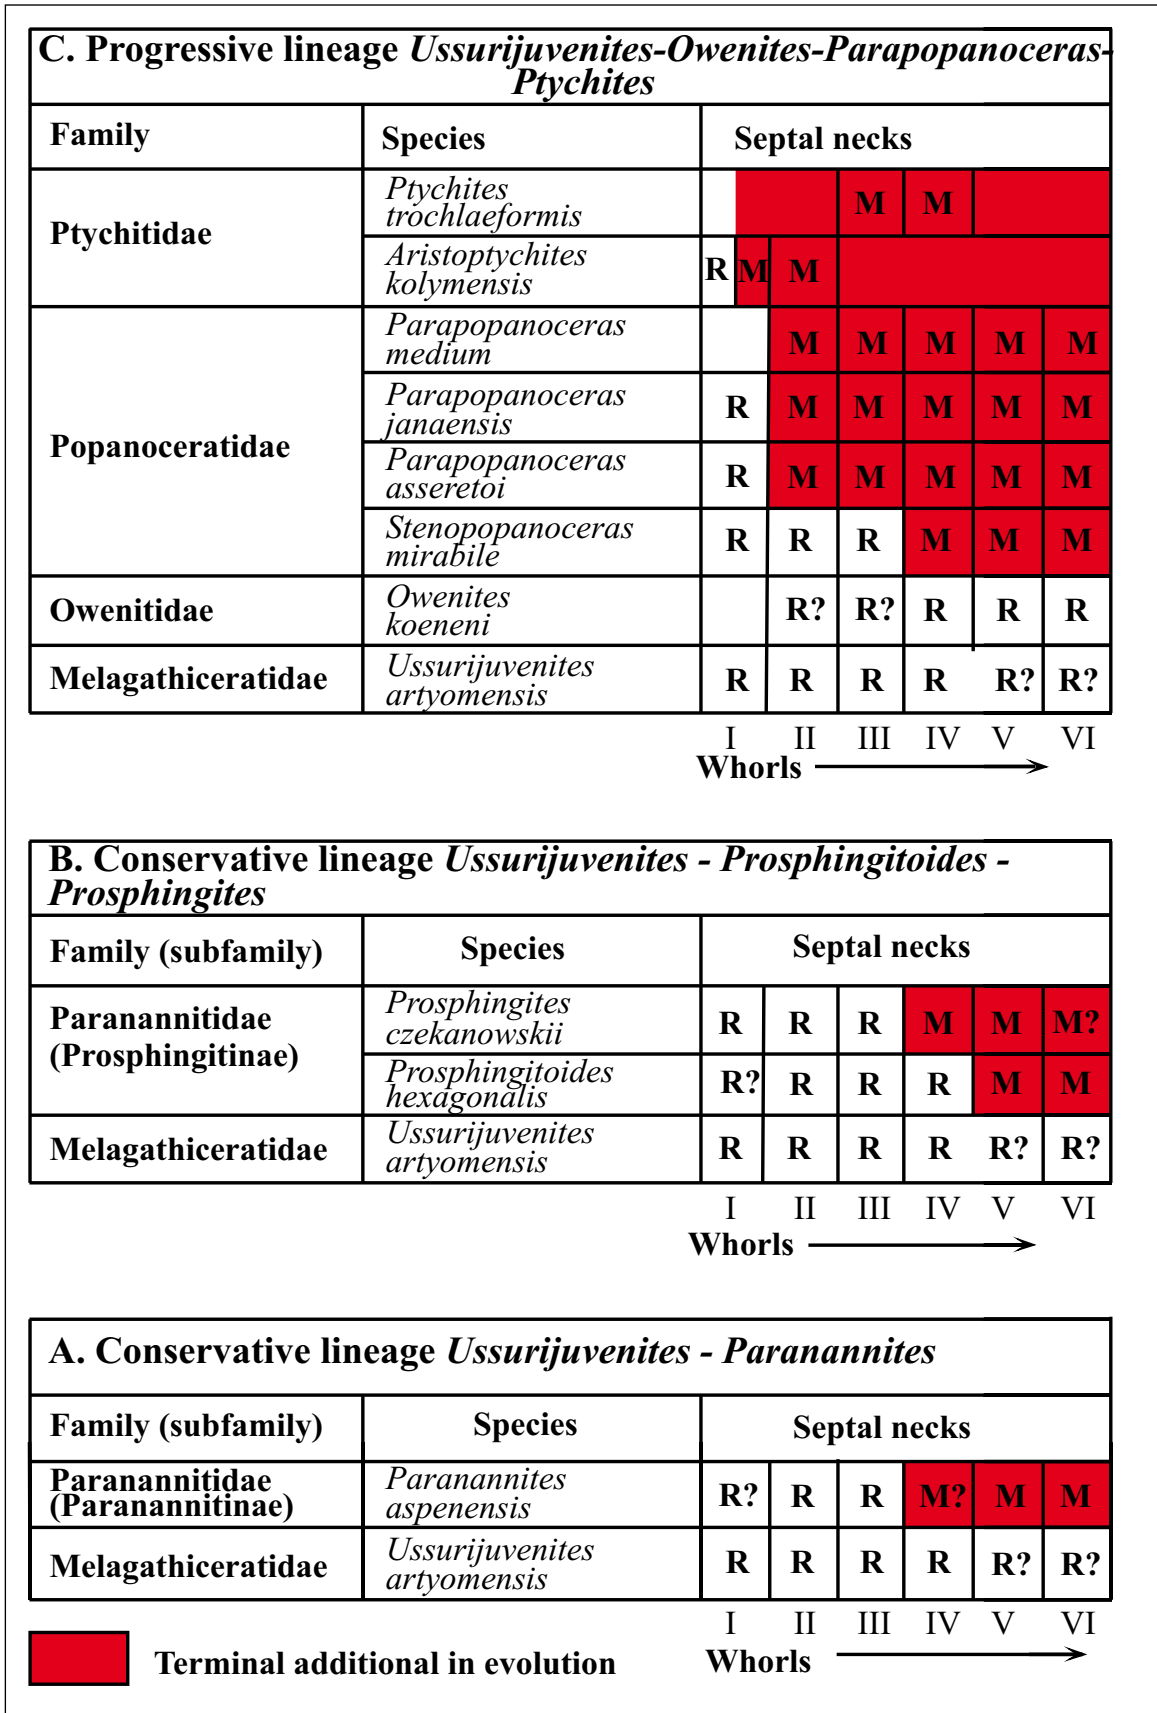 C. Progressive lineage Ussurijuvenites-Owenites-Parapopanoceras-
Ptychites
Family Species Septal necks
Ptychitidae
Ptychites
trochlaeformis
M M
Aristoptychites
kolymensis
R M M
Popanoceratidae
Parapopanoceras
medium
M M M M M
Parapopanoceras
janaensis
R M M M M M
Parapopanoceras
asseretoi
R M M M M M
Stenopopanoceras
mirabile
R R R M M M
Owenitidae
Owenites
koeneni
R? R? R R R
Melagathiceratidae
Ussurijuvenites
artyomensis
R R R R R? R?
I II III IV V VI
Whorls
B. Conservative lineage Ussurijuvenites - Prosphingitoides -
Prosphingites
Family (subfamily) Species Septal necks
Paranannitidae
(Prosphingitinae)
Prosphingites
czekanowskii
R R R M M M?
Prosphingitoides
hexagonalis
R? R R R M M
Melagathiceratidae
Ussurijuvenites
artyomensis
R R R R R? R?
I II III IV V VI
Whorls
A. Conservative lineage Ussurijuvenites - Paranannites
Family (subfamily) Species Septal necks
Paranannitidae
(Paranannitinae)
Paranannites
aspenensis
R? R R M? M M
Melagathiceratidae
Ussurijuvenites
artyomensis
R R R R R? R?
I II III IV V VI
Whorls
Terminal additional in evolution